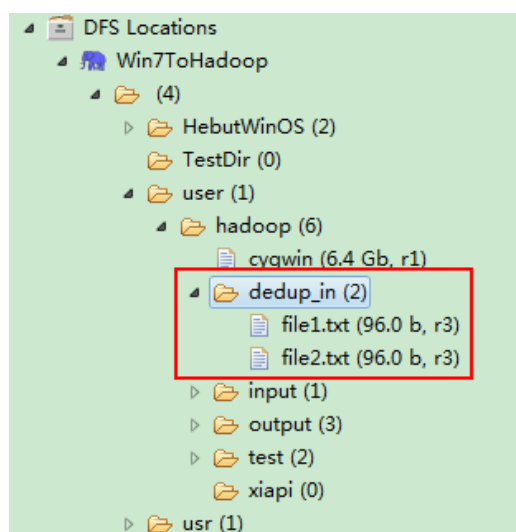 DFS Locations
Win7ToHadoop
(4)
HebutWinOS (2)
TestDir (0)
user (1)
hadoop (6)
cygwin (6.4 Gb, r1)
dedup_in (2)
file1.txt (96.0 b, r3)
file2.txt (96.0 b, r3)
input (1)
output (3)
test (2)
xiapi (0)
usr (1)